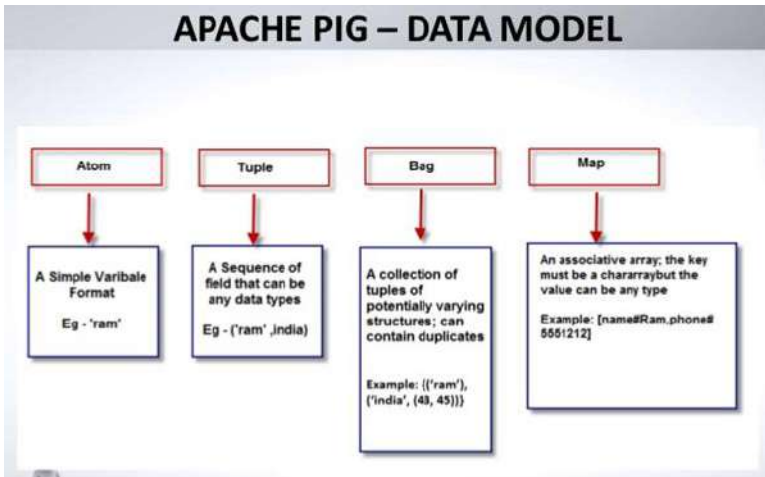 APACHE PIG – DATA MODEL
Atom
A Simple Varibale
Format
Eg - 'ram'
Tuple
A Sequence of
field that can be
any data types
Eg - ('ram' ,india)
Bag
A collection of
tuples of
potentially varying
structures; can
contain duplicates
Example: {('ram'),
('india', (43, 45))}
Map
An associative array; the key
must be a chararraybut the
value can be any type
Example: [name#Ram,phone#
5551212]